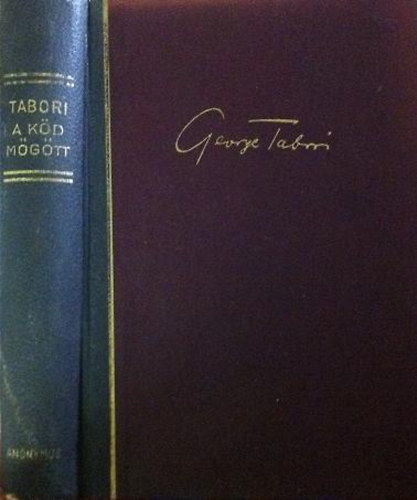 TABORI
A KÖD
MÖGÖTT
ANONYMUS
George Tabori